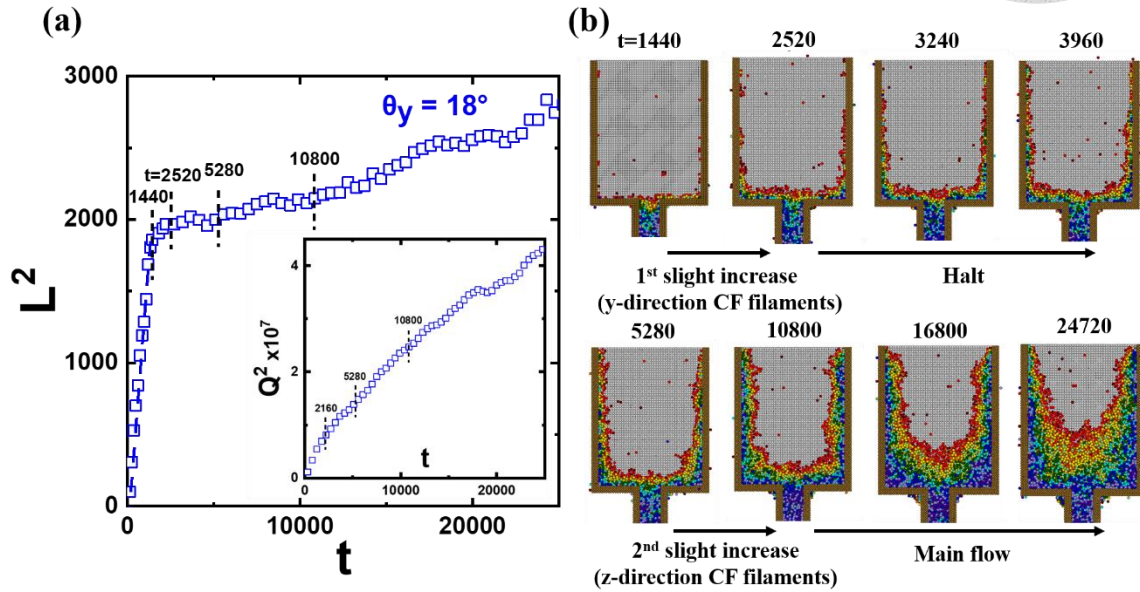 (a)
3000
2000
1000
0
L²
θy = 18°
1440
t=2520
5280
10800
0
10000
20000
t
4
2
0
Q² x10⁷
2160
5280
10800
0
10000
20000
t
(b)
t=1440
2520
3240
3960
1st slight increase
(y-direction CF filaments)
Halt
5280
10800
16800
24720
2nd slight increase
(z-direction CF filaments)
Main flow